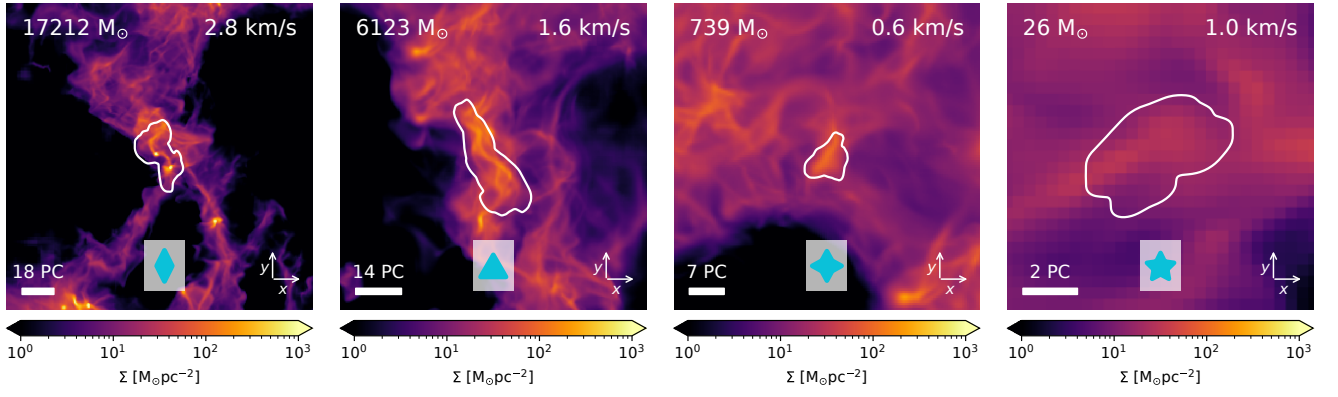 17212 M☉ 2.8 km/s
18 PC
y
x
10⁰ 10¹ 10² 10³
Σ [M☉pc⁻²]
6123 M☉ 1.6 km/s
14 PC
y
x
10⁰ 10¹ 10² 10³
Σ [M☉pc⁻²]
739 M☉ 0.6 km/s
7 PC
y
x
10⁰ 10¹ 10² 10³
Σ [M☉pc⁻²]
26 M☉ 1.0 km/s
2 PC
y
x
10⁰ 10¹ 10² 10³
Σ [M☉pc⁻²]